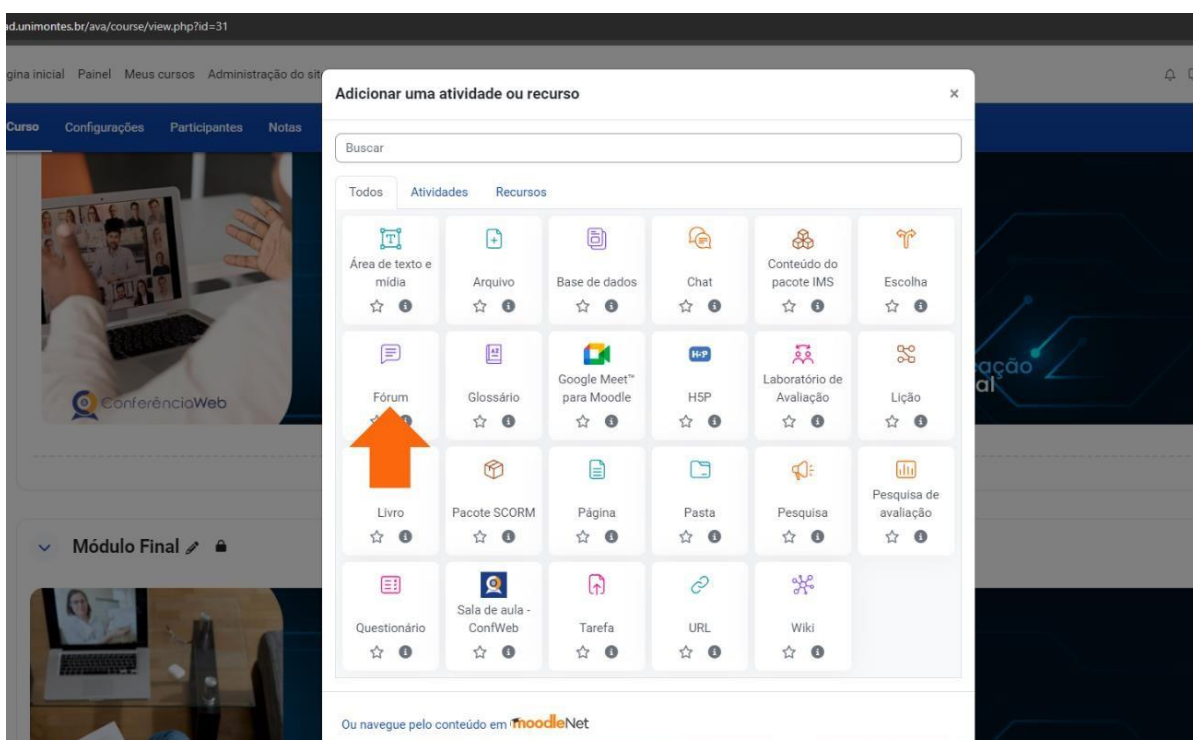 ad.unimontes.br/ava/course/view.php?id=31
gina inicial Painel Meus cursos Administração do sit
Adicionar uma atividade ou recurso
Curso Configurações Participantes Notas
Buscar
Todos Atividades Recursos
Área de texto e
mídia
Arquivo
Base de dados
Chat
Conteúdo do
pacote IMS
Escolha
Fórum
Glossário
Google Meet™
para Moodle
H5P
H5P
Laboratório de
Avaliação
Lição
Livro
Pacote SCORM
Página
Pasta
Pesquisa
Pesquisa de
avaliação
Questionário
Sala de aula -
ConfWeb
Tarefa
URL
Wiki
Ou navegue pelo conteúdo em moodleNet
ConferênciaWeb
ação
al
Módulo Final